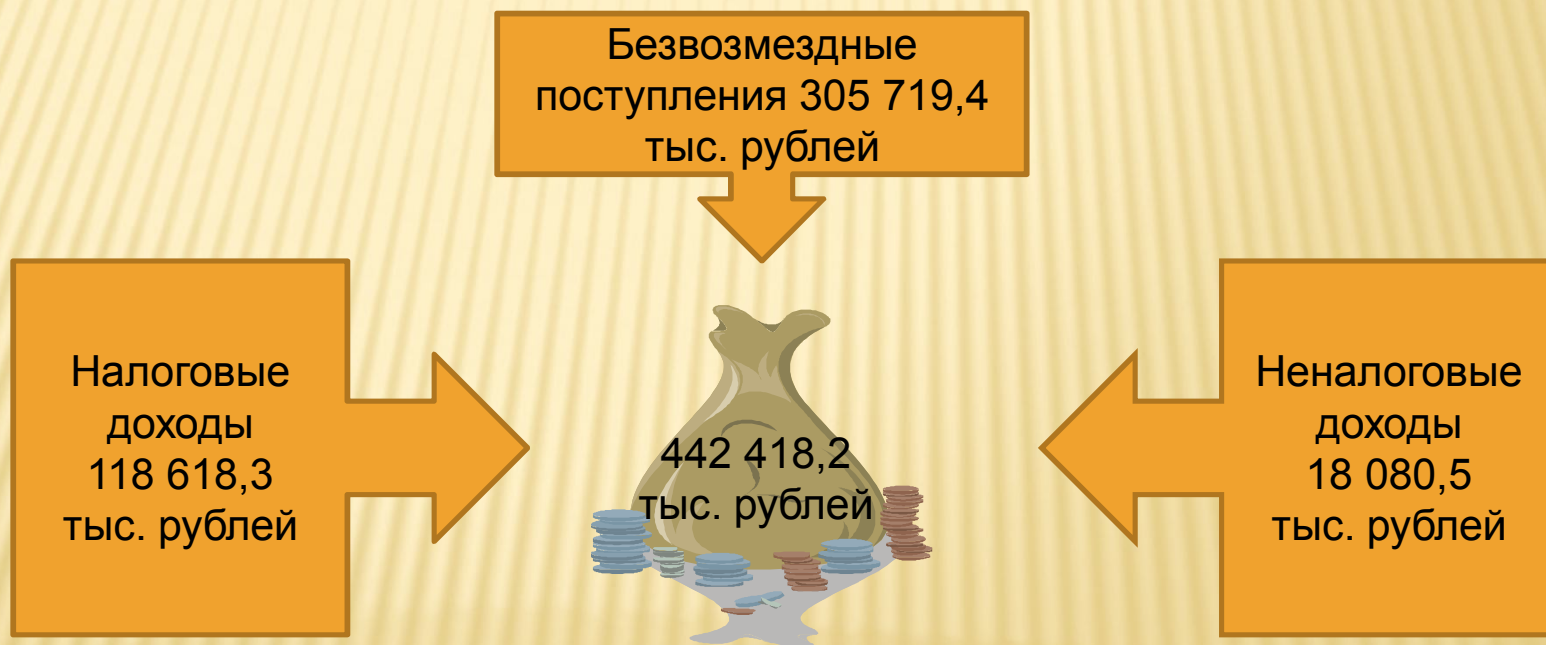 Безвозмездные
поступления 305 719,4
тыс. рублей
Налоговые
доходы
118 618,3
тыс. рублей
442 418,2
тыс. рублей
Неналоговые
доходы
18 080,5
тыс. рублей